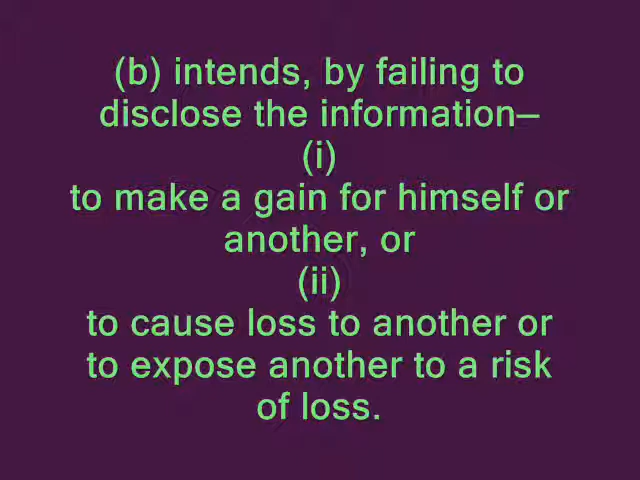 (b) intends, by failing to
disclose the information—
(i)
to make a gain for himself or
another, or
(ii)
to cause loss to another or
to expose another to a risk
of loss.